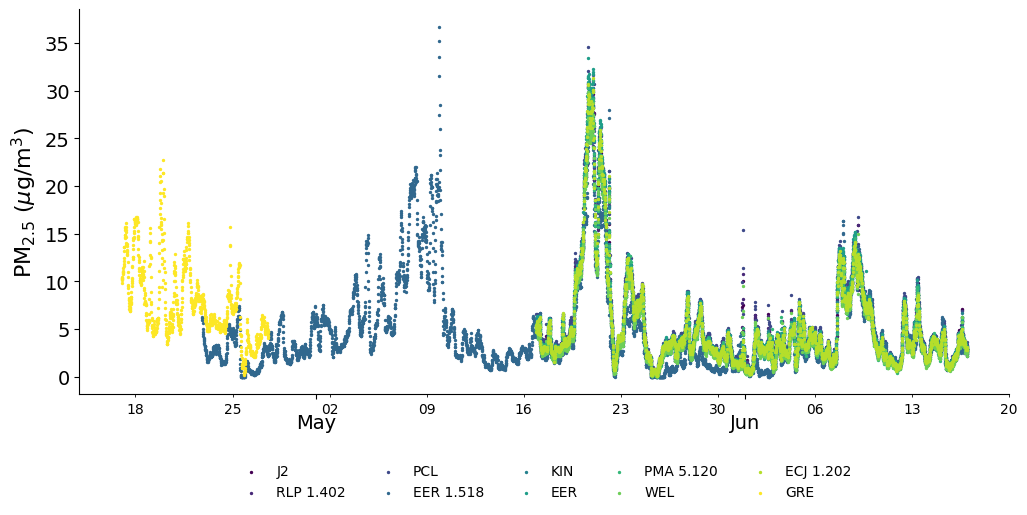 PM2.5 (μg/m3)
35
30
25
20
15
10
5
0
18 25 02 09 16 23 30 06 13 20
May Jun
J2 PCL KIN PMA 5.120 ECJ 1.202
RLP 1.402 EER 1.518 EER WEL GRE